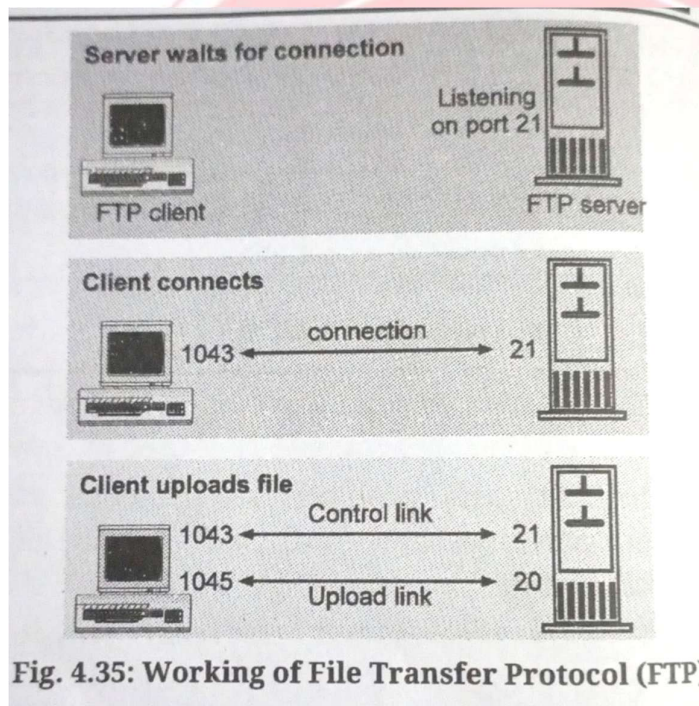 Server waits for connection
Listening
on port 21
FTP client
FTP server
Client connects
1043
connection
21
Client uploads file
Control link
1043
21
1045
20
Upload link
Fig. 4.35: Working of File Transfer Protocol (FTP)